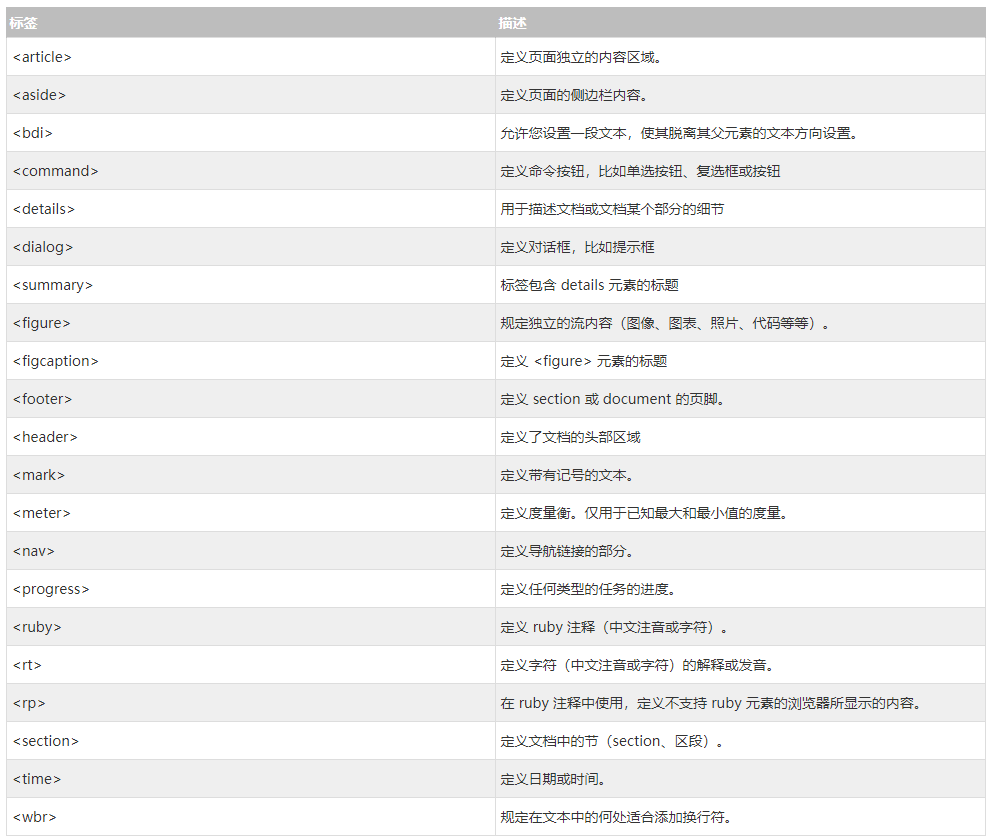 标签 描述
<article> 定义页面独立的内容区域。
<aside> 定义页面的侧边栏内容。
<bdi> 允许您设置一段文本，使其脱离其父元素的文本方向设置。
<command> 定义命令按钮，比如单选按钮、复选框或按钮
<details> 用于描述文档或文档某个部分的细节
<dialog> 定义对话框，比如提示框
<summary> 标签包含 details 元素的标题
<figure> 规定独立的流内容（图像、图表、照片、代码等等）。
<figcaption> 定义 <figure> 元素的标题
<footer> 定义 section 或 document 的页脚。
<header> 定义了文档的头部区域
<mark> 定义带有记号的文本。
<meter> 定义度量衡。仅用于已知最大和最小值的度量。
<nav> 定义导航链接的部分。
<progress> 定义任何类型的任务的进度。
<ruby> 定义 ruby 注释（中文注音或字符）。
<rt> 定义字符（中文注音或字符）的解释或发音。
<rp> 在 ruby 注释中使用，定义不支持 ruby 元素的浏览器所显示的内容。
<section> 定义文档中的节（section、区段）。
<time> 定义日期或时间。
<wbr> 规定在文本中的何处适合添加换行符。